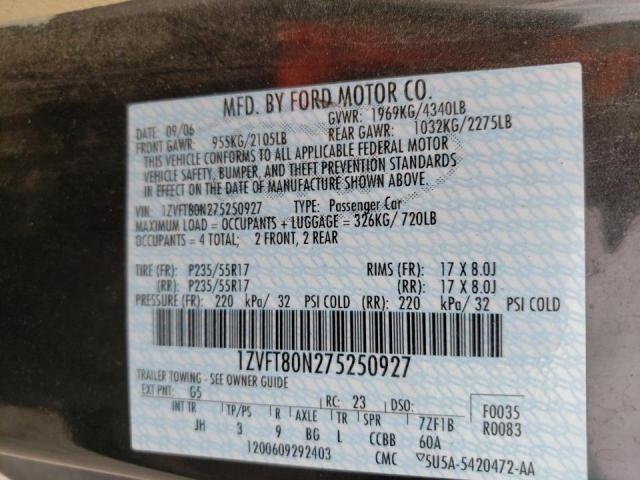 MFD. BY FORD MOTOR CO.
DATE 09/06 GVWR: 1969KG/4340LB
FRONT GAWR: 955KG/2105LB REAR GAWR: 1032KG/2275LB
THIS VEHICLE CONFORMS TO ALL APPLICABLE FEDERAL MOTOR
VEHICLE SAFETY, BUMPER, AND THEFT PREVENTION STANDARDS
IN EFFECT ON THE DATE OF MANUFACTURE SHOWN ABOVE.
VIN: 1ZVFT80N275250927 TYPE: Passenger Car
MAXIMUM LOAD = OCCUPANTS + LUGGAGE = 326KG/ 720LB
OCCUPANTS = 4 TOTAL; 2 FRONT, 2 REAR
TIRE (FR): P235/55R17 RIMS (FR): 17 X 8.0J
(RR): P235/55R17 (RR): 17 X 8.0J
PRESSURE (FR): 220 kPa/ 32 PSI COLD (RR): 220 kPa/ 32 PSI COLD
1ZVFT80N275250927
TRAILER TOWING - SEE OWNER GUIDE
EXT PNT: G5 RC: 23 DSO: F0035
INT TR TP/PS R AXLE TR SPR 7ZF1B R0083
JH 3 9 BG L CCBB 60A
1200609292403 CMC ▽5U5A-5420472-AA